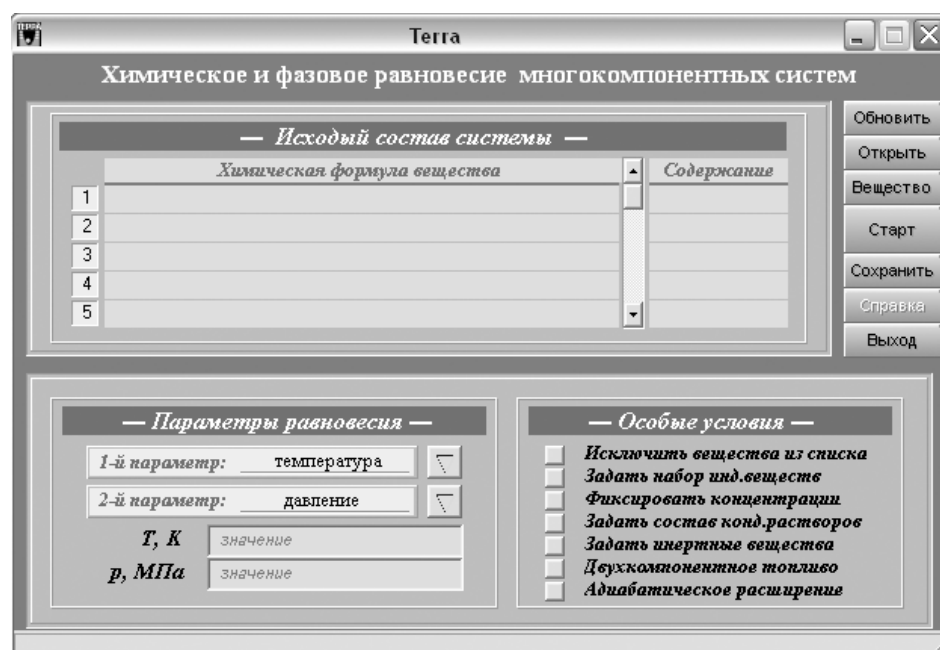 TERRA
Terra
Химическое и фазовое равновесие многокомпонентных систем
— Исходый состав системы —
Химическая формула вещества
Содержание
1
2
3
4
5
Обновить
Открыть
Вещество
Старт
Сохранить
Справка
Выход
— Параметры равновесия —
1-й параметр: температура
2-й параметр: давление
T, К значение
p, МПа значение
— Особые условия —
Исключить вещества из списка
Задать набор инд.веществ
Фиксировать концентрации
Задать состав конд.растворов
Задать инертные вещества
Двухкомпонентное топливо
Адиабатическое расширение